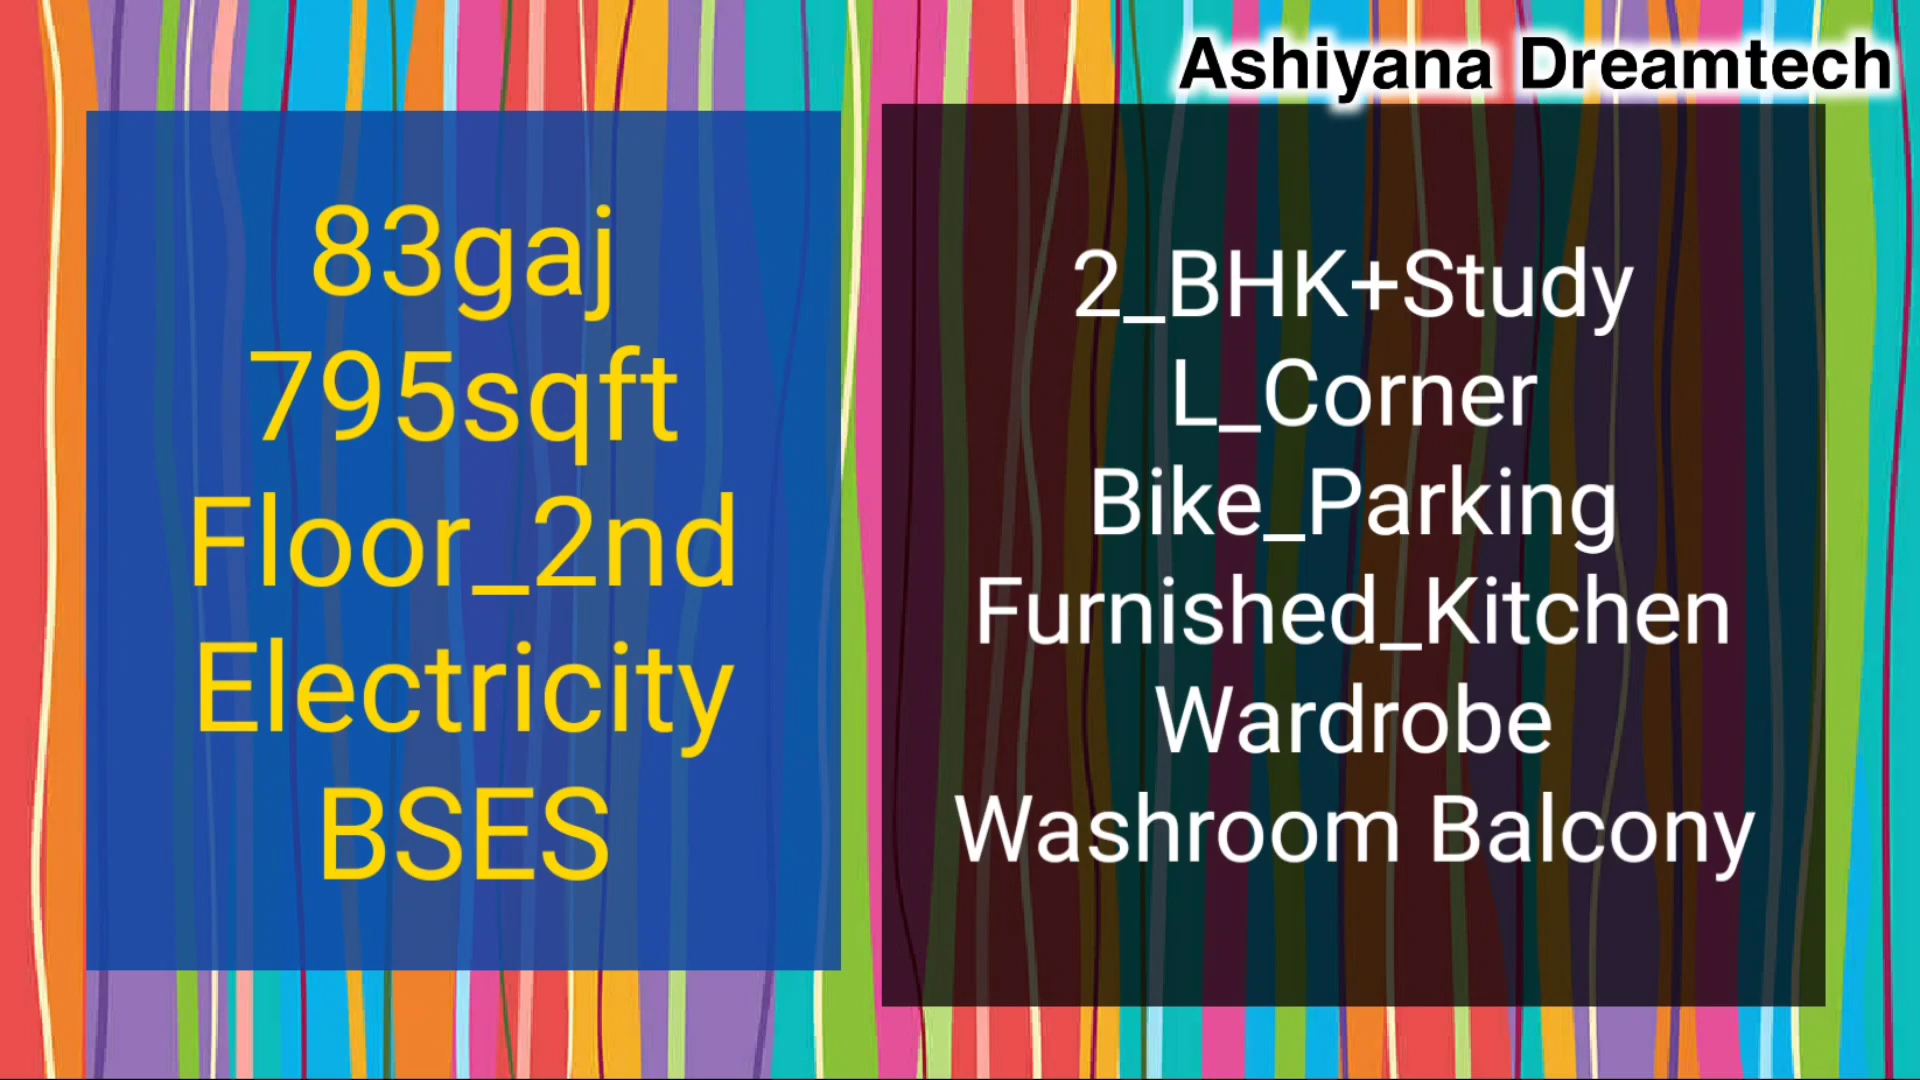 Ashiyana Dreamtech
83gaj
795sqft
Floor_2nd
Electricity
BSES
2_BHK+Study
L_Corner
Bike_Parking
Furnished_Kitchen
Wardrobe
Washroom Balcony